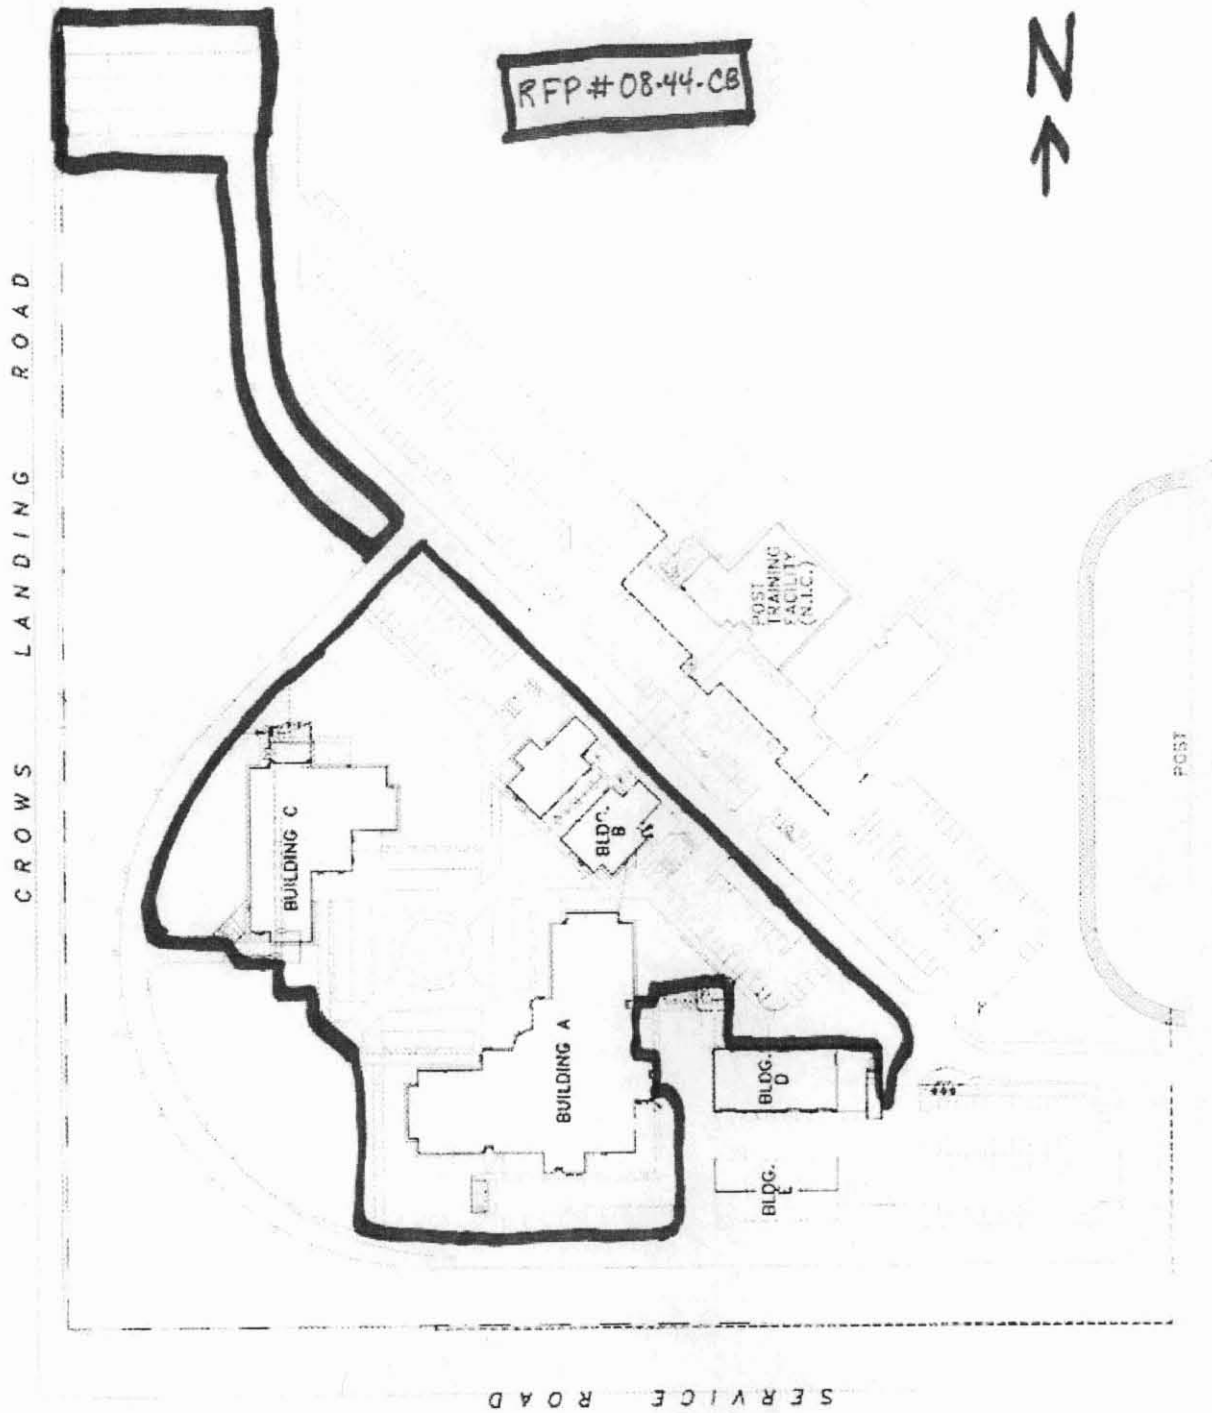 RFP # 08-44-CB
N
CROWS LANDING ROAD
POST
TRAINING
FACILITY
(N.I.C.)
BUILDING C
BLDG.
B
POST
BUILDING A
BLDG.
D
BLDG.
E
SERVICE ROAD